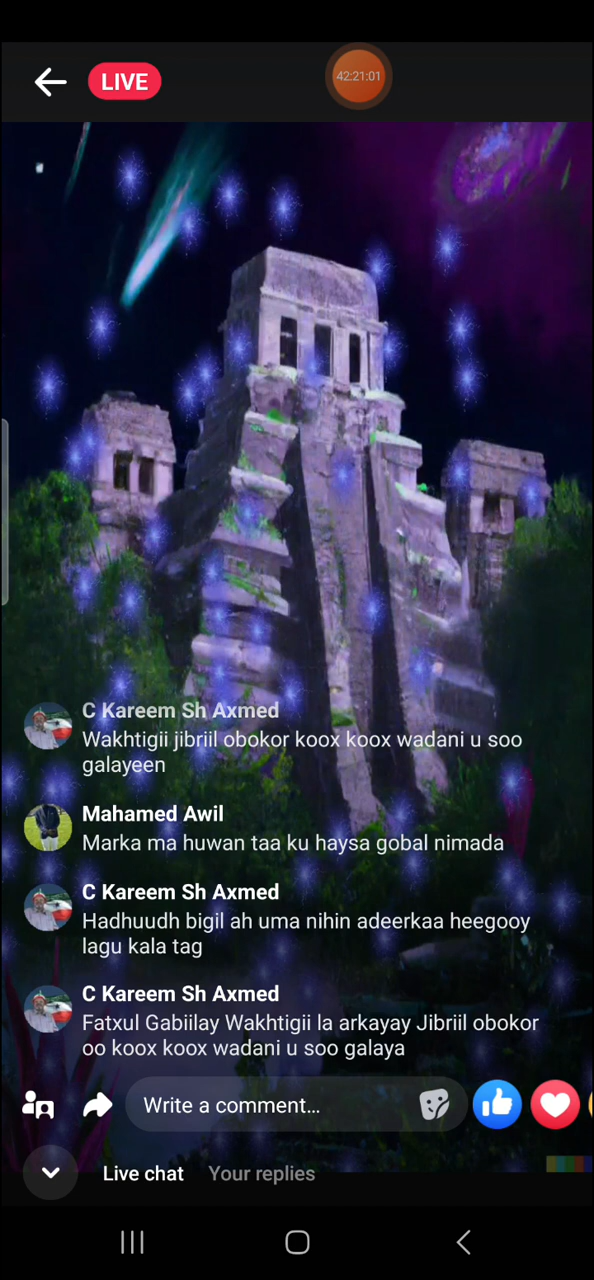 LIVE
42:21:01
C Kareem Sh Axmed
Wakhtigii jibriil obokor koox koox wadani u soo
galayeen
Mahamed Awil
Marka ma huwan taa ku haysa gobal nimada
C Kareem Sh Axmed
Hadhuudh bigil ah uma nihin adeerkaa heegooy
lagu kala tag
C Kareem Sh Axmed
Fatxul Gabiilay Wakhtigii la arkayay Jibriil obokor
oo koox koox wadani u soo galaya
Write a comment...
Live chat Your replies